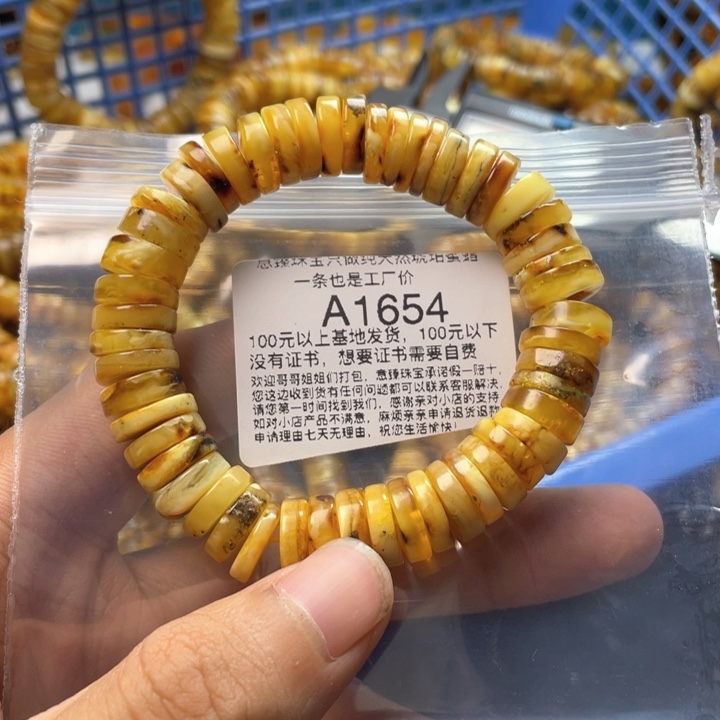 意臻珠宝只做纯天然琥珀蜜蜡
一条也是工厂价
A1654
100元以上基地发货，100元以下
没有证书，想要证书需要自费
欢迎哥哥姐姐们打包，意臻珠宝承诺假一陪十，
您这边收到货有任何问题都可以联系客服解决，
请您第一时间找到我们，感谢亲对小店的支持
如对小店产品不满意，麻烦亲亲申请退货退款
申请理由七天无理由，祝您生活愉快！